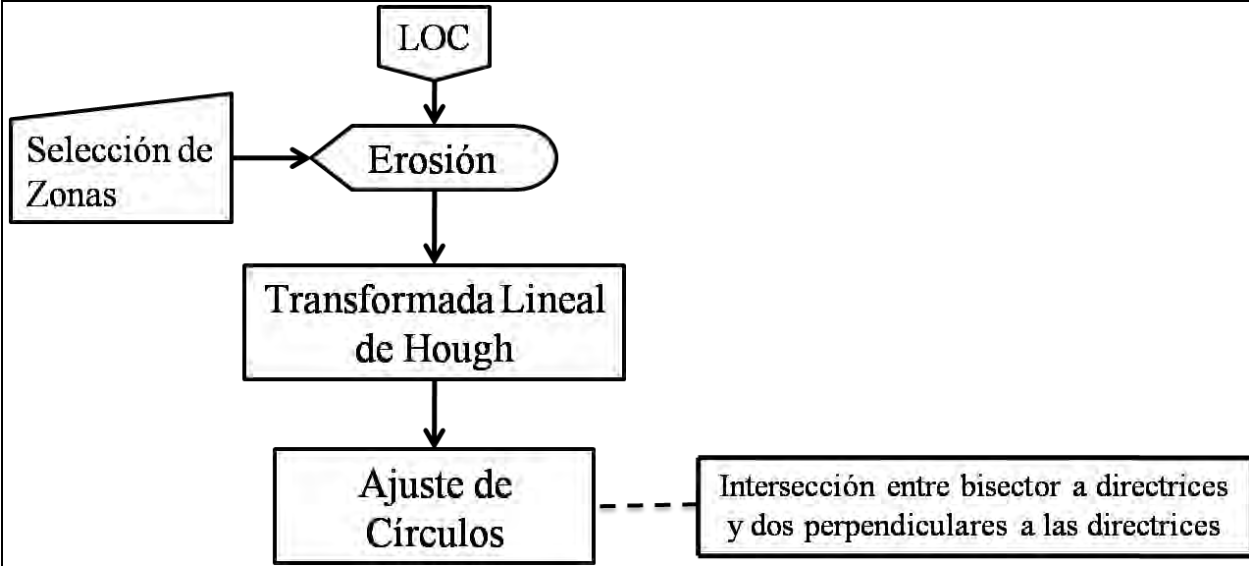 LOC
Selección de
Zonas
Erosión
Transformada Lineal
de Hough
Ajuste de
Círculos
Intersección entre bisector a directrices
y dos perpendiculares a las directrices